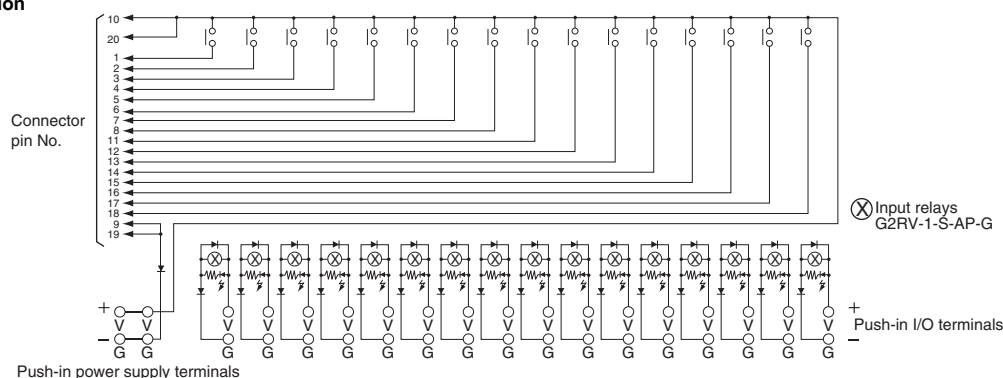 ion
10
20
1
2
3
4
5
6
7
8
11
12
13
14
15
16
17
18
9
19
Connector
pin No.
X Input relays
G2RV-1-S-AP-G
X X X X X X X X X X X X X X X X
+ +
V V V V V V V V V V V V V V V V V V
Push-in I/O terminals
– –
G G G G G G G G G G G G G G G G G G
Push-in power supply terminals